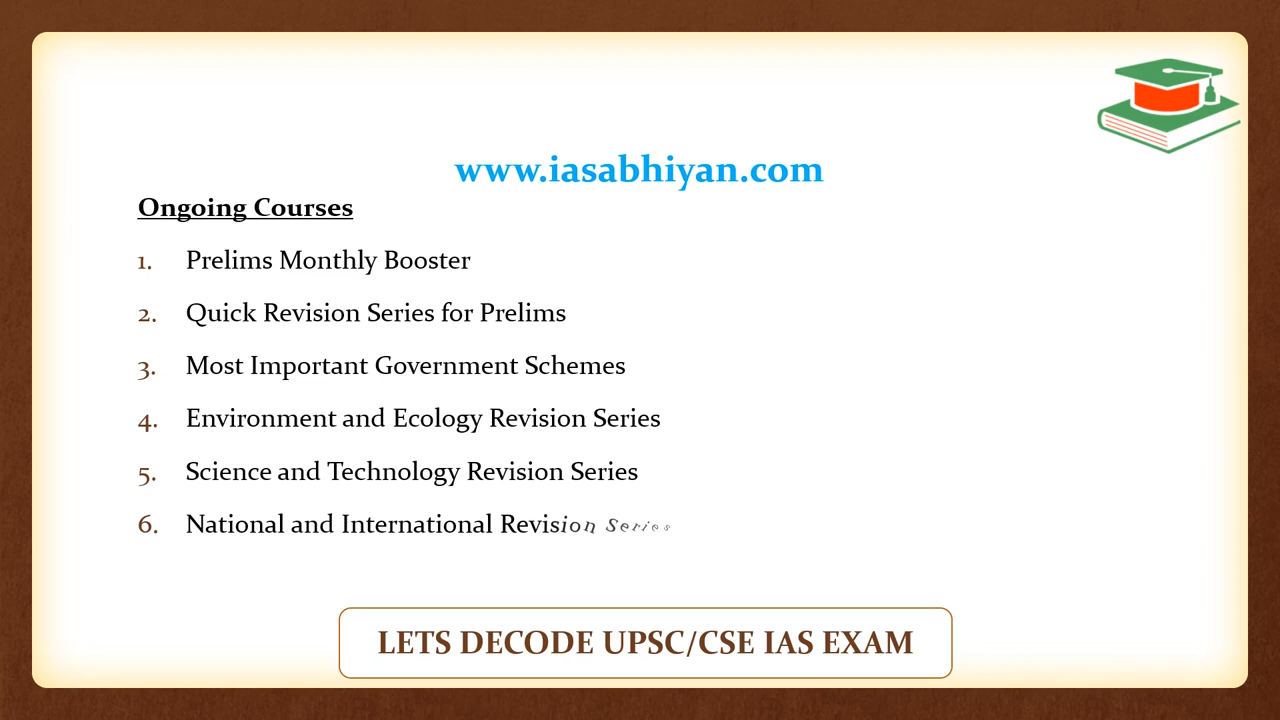 www.iasabhiyan.com
Ongoing Courses
1. Prelims Monthly Booster
2. Quick Revision Series for Prelims
3. Most Important Government Schemes
4. Environment and Ecology Revision Series
5. Science and Technology Revision Series
6. National and International Revision Series
LETS DECODE UPSC/CSE IAS EXAM